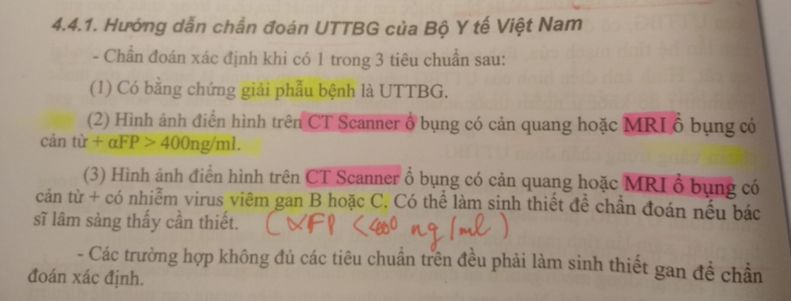 4.4.1. Hướng dẫn chẩn đoán UTTBG của Bộ Y tế Việt Nam
- Chẩn đoán xác định khi có 1 trong 3 tiêu chuẩn sau:
(1) Có bằng chứng giải phẫu bệnh là UTTBG.
(2) Hình ảnh điển hình trên CT Scanner ổ bụng có cản quang hoặc MRI ổ bụng có
cản từ + αFP > 400ng/ml.
(3) Hình ảnh điển hình trên CT Scanner ổ bụng có cản quang hoặc MRI ổ bụng có
cản từ + có nhiễm virus viêm gan B hoặc C. Có thể làm sinh thiết để chẩn đoán nếu bác
sĩ lâm sàng thấy cần thiết. (αFP <400 ng/ml)
- Các trường hợp không đủ các tiêu chuẩn trên đều phải làm sinh thiết gan để chẩn
đoán xác định.